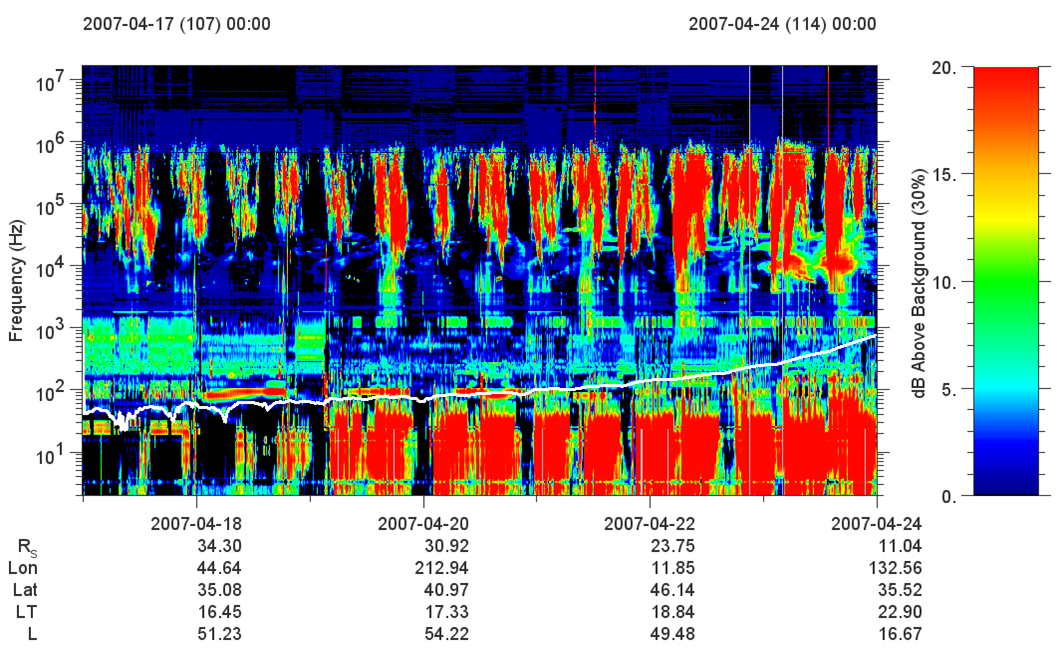 2007-04-17 (107) 00:00 2007-04-24 (114) 00:00
10⁷
10⁶
10⁵
10⁴
10³
10²
10¹
Frequency (Hz)
20.
15.
10.
5.
0.
dB Above Background (30%)
2007-04-18 2007-04-20 2007-04-22 2007-04-24
R_S 34.30 30.92 23.75 11.04
Lon 44.64 212.94 11.85 132.56
Lat 35.08 40.97 46.14 35.52
LT 16.45 17.33 18.84 22.90
L 51.23 54.22 49.48 16.67